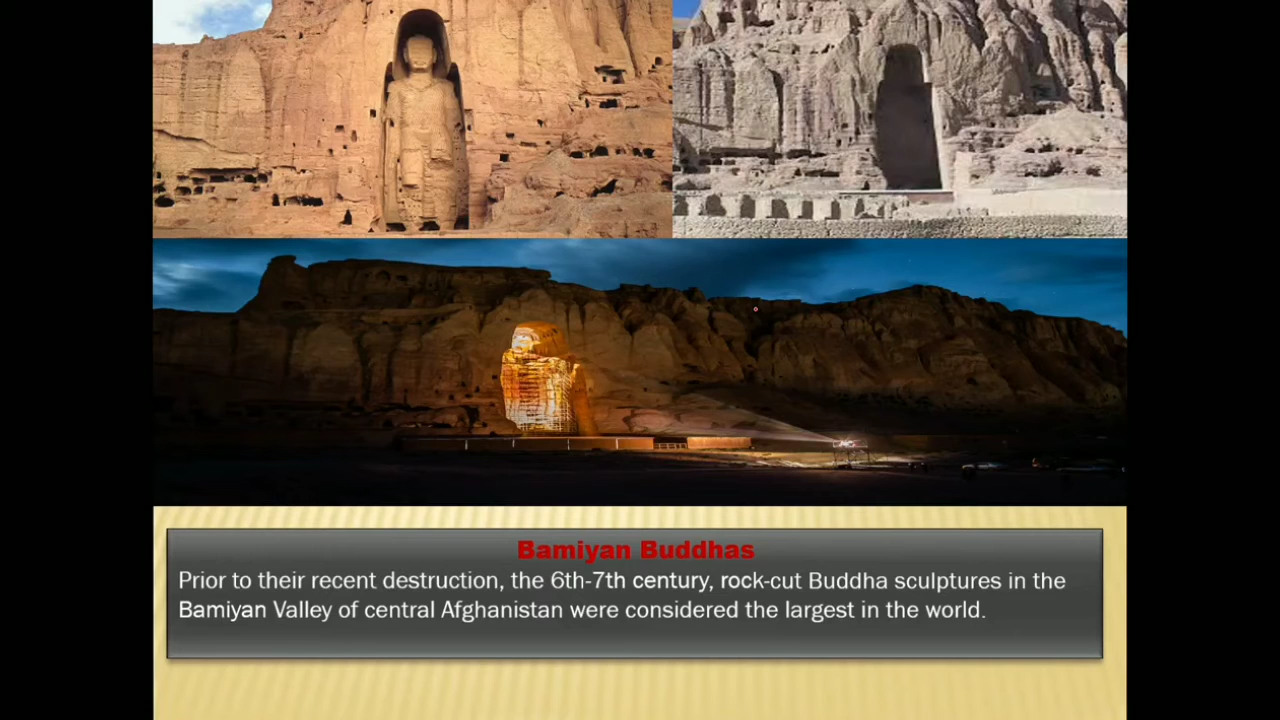 Bamiyan Buddhas
Prior to their recent destruction, the 6th-7th century, rock-cut Buddha sculptures in the
Bamiyan Valley of central Afghanistan were considered the largest in the world.